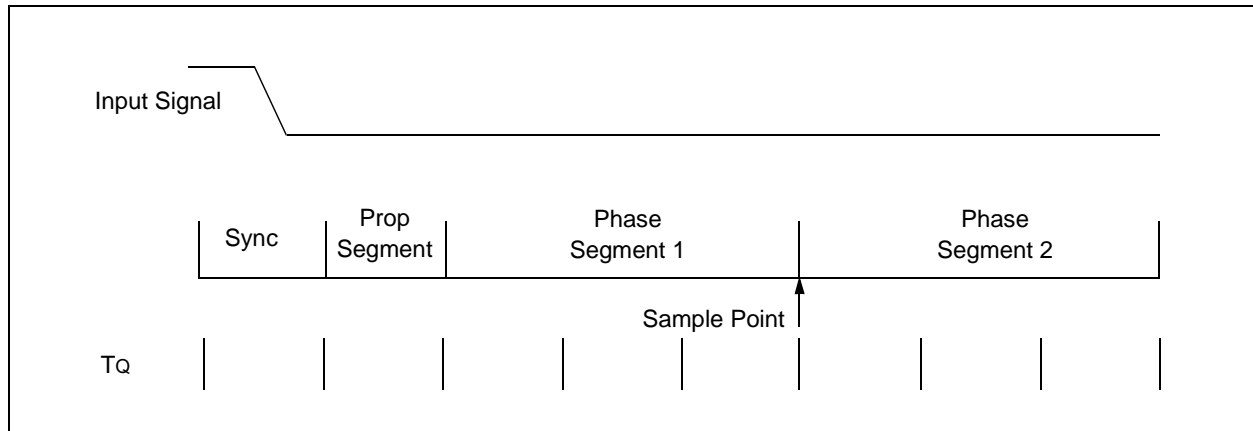 Input Signal
Sync
Prop
Segment
Phase
Segment 1
Phase
Segment 2
Sample Point
TQ